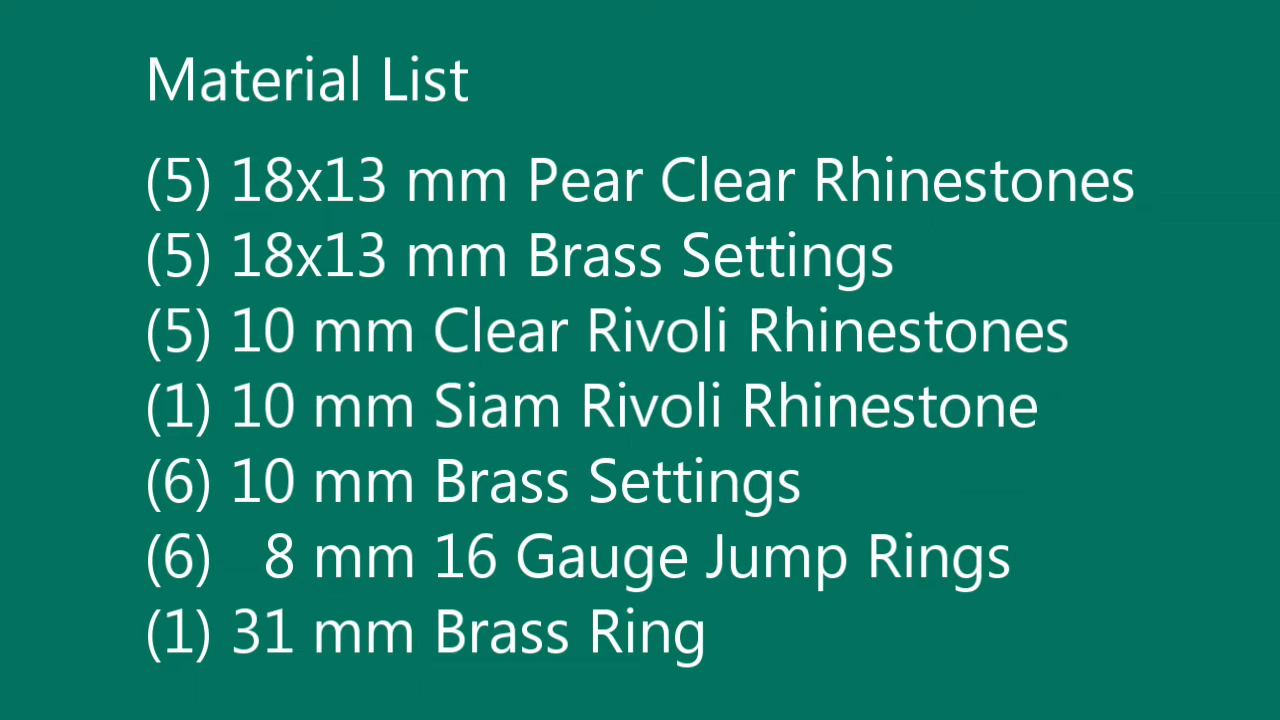 Material List
(5) 18x13 mm Pear Clear Rhinestones
(5) 18x13 mm Brass Settings
(5) 10 mm Clear Rivoli Rhinestones
(1) 10 mm Siam Rivoli Rhinestone
(6) 10 mm Brass Settings
(6) 8 mm 16 Gauge Jump Rings
(1) 31 mm Brass Ring